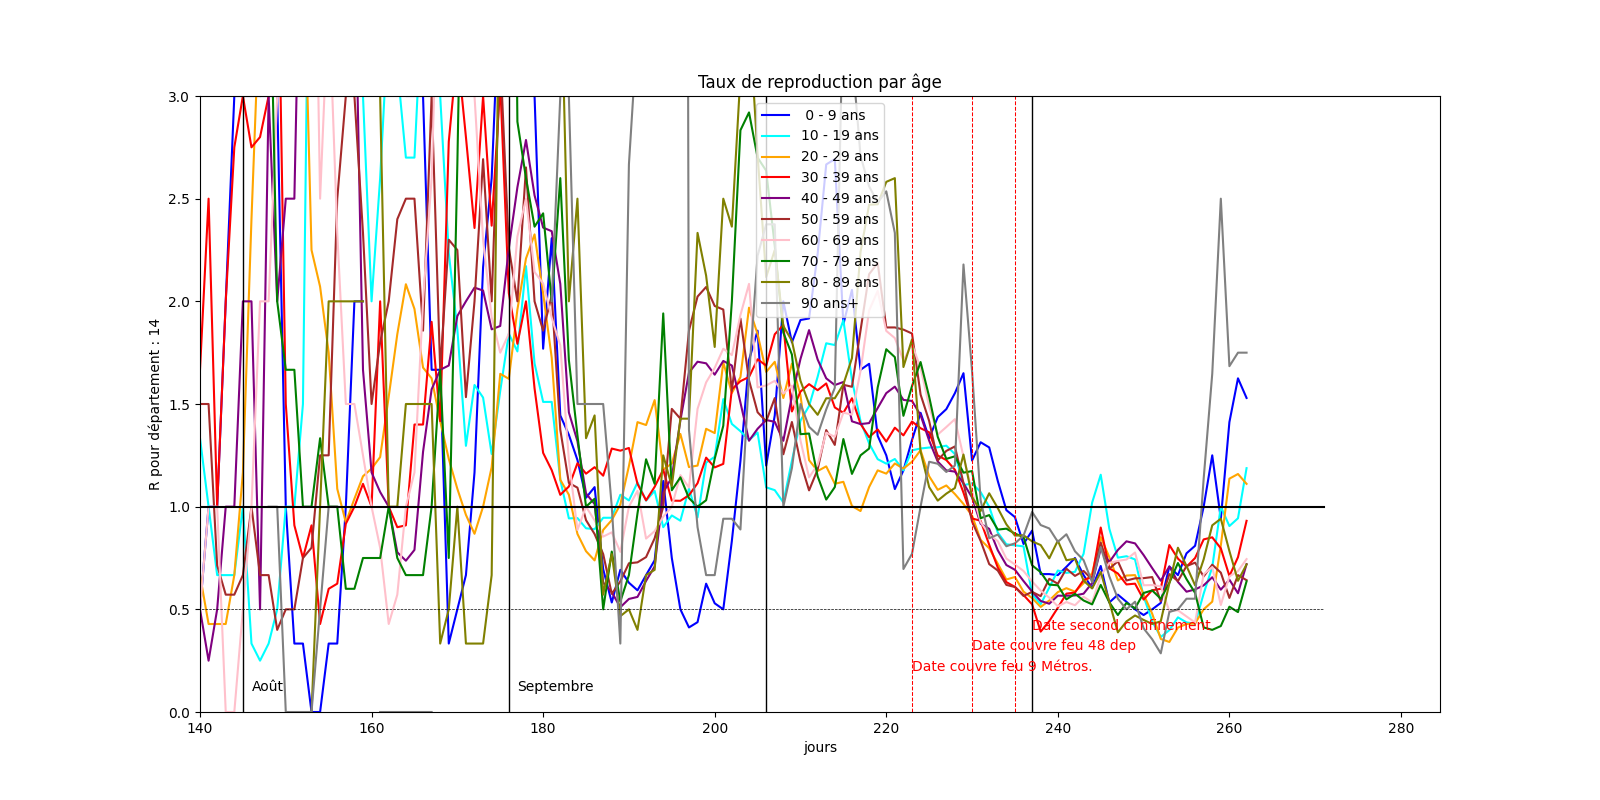 Taux de reproduction par âge
R pour département : 14
3.0
2.5
2.0
1.5
1.0
0.5
0.0
0 - 9 ans
10 - 19 ans
20 - 29 ans
30 - 39 ans
40 - 49 ans
50 - 59 ans
60 - 69 ans
70 - 79 ans
80 - 89 ans
90 ans+
Date second confinement
Date couvre feu 48 dep
Date couvre feu 9 Métros.
Août
Septembre
140
160
180
200
220
240
260
280
jours